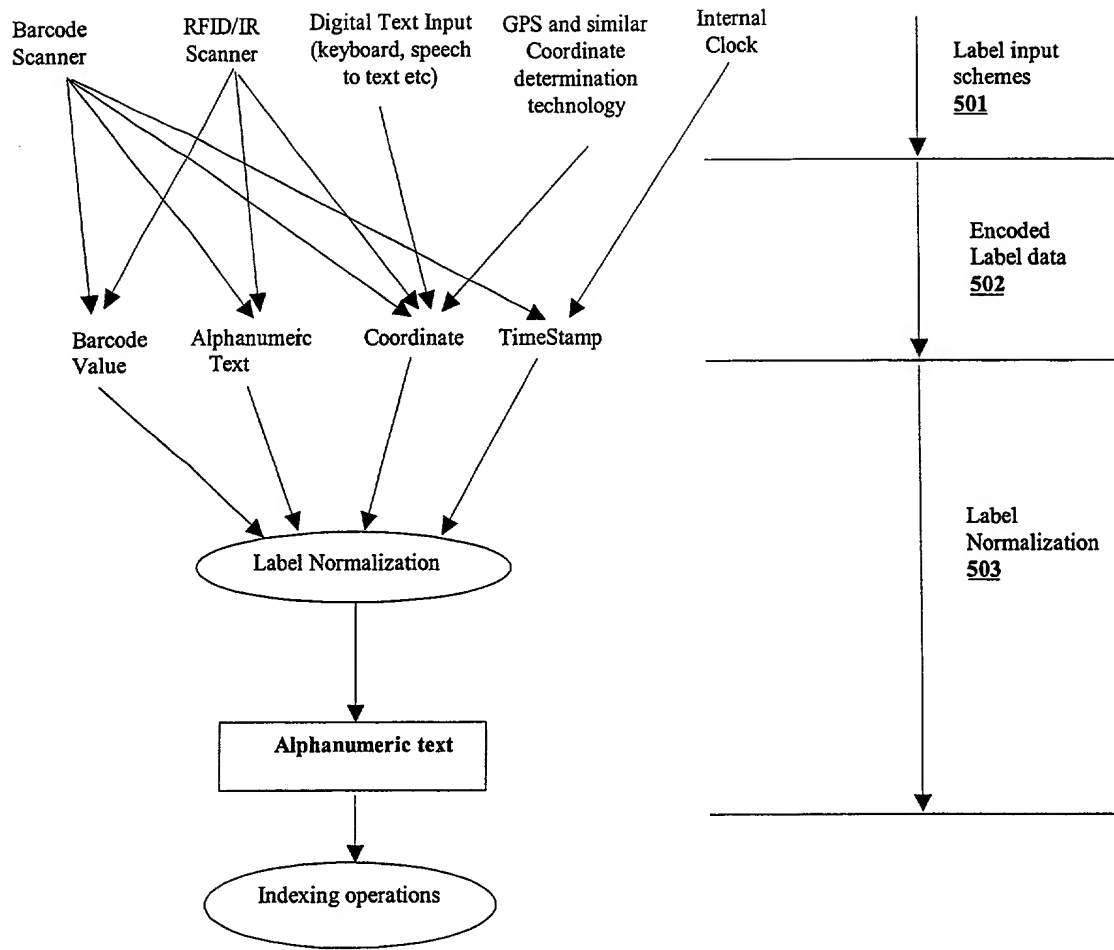 Barcode
Scanner
RFID/IR
Scanner
Digital Text Input
(keyboard, speech
to text etc)
GPS and similar
Coordinate
determination
technology
Internal
Clock
Label input
schemes
501
Encoded
Label data
502
Barcode
Value
Alphanumeric
Text
Coordinate
TimeStamp
Label Normalization
Label
Normalization
503
Alphanumeric text
Indexing operations